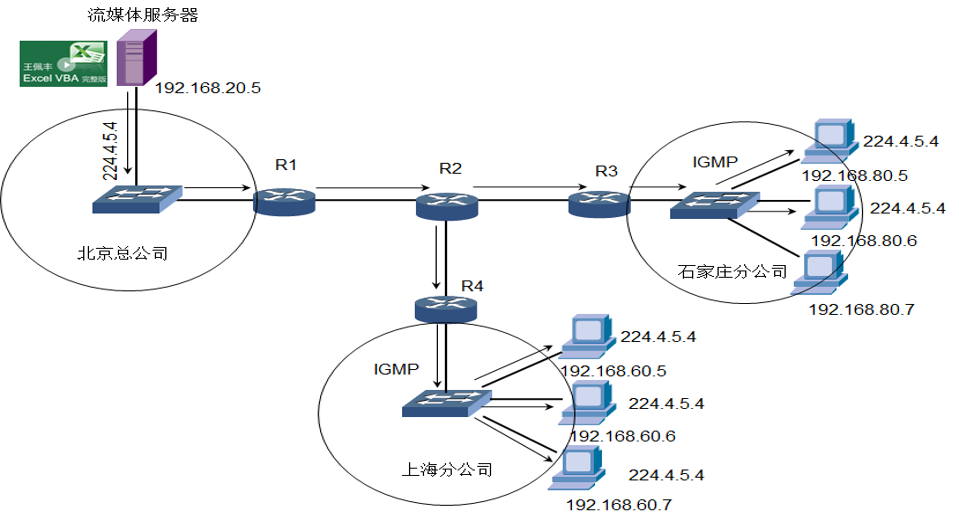 流媒体服务器
王佩丰
Excel VBA 完整版
192.168.20.5
224.4.5.4
北京总公司
R1
R2
R3
IGMP
224.4.5.4
192.168.80.5
224.4.5.4
192.168.80.6
石家庄分公司
192.168.80.7
R4
IGMP
224.4.5.4
192.168.60.5
224.4.5.4
192.168.60.6
上海分公司
224.4.5.4
192.168.60.7